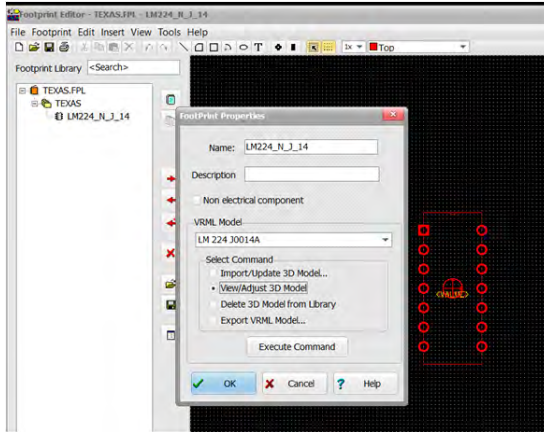 Footprint Editor - TEXAS.FPL - LM224_N_J_14
File Footprint Edit Insert View Tools Help
T 1x Top
Footprint Library <Search>
TEXAS.FPL
TEXAS
LM224_N_J_14
FootPrint Properties
Name: LM224_N_J_14
Description
Non electrical component
VRML Model
LM 224 J0014A
Select Command
Import/Update 3D Model...
View/Adjust 3D Model
Delete 3D Model from Library
Export VRML Model...
Execute Command
OK Cancel ? Help
<VALUE>